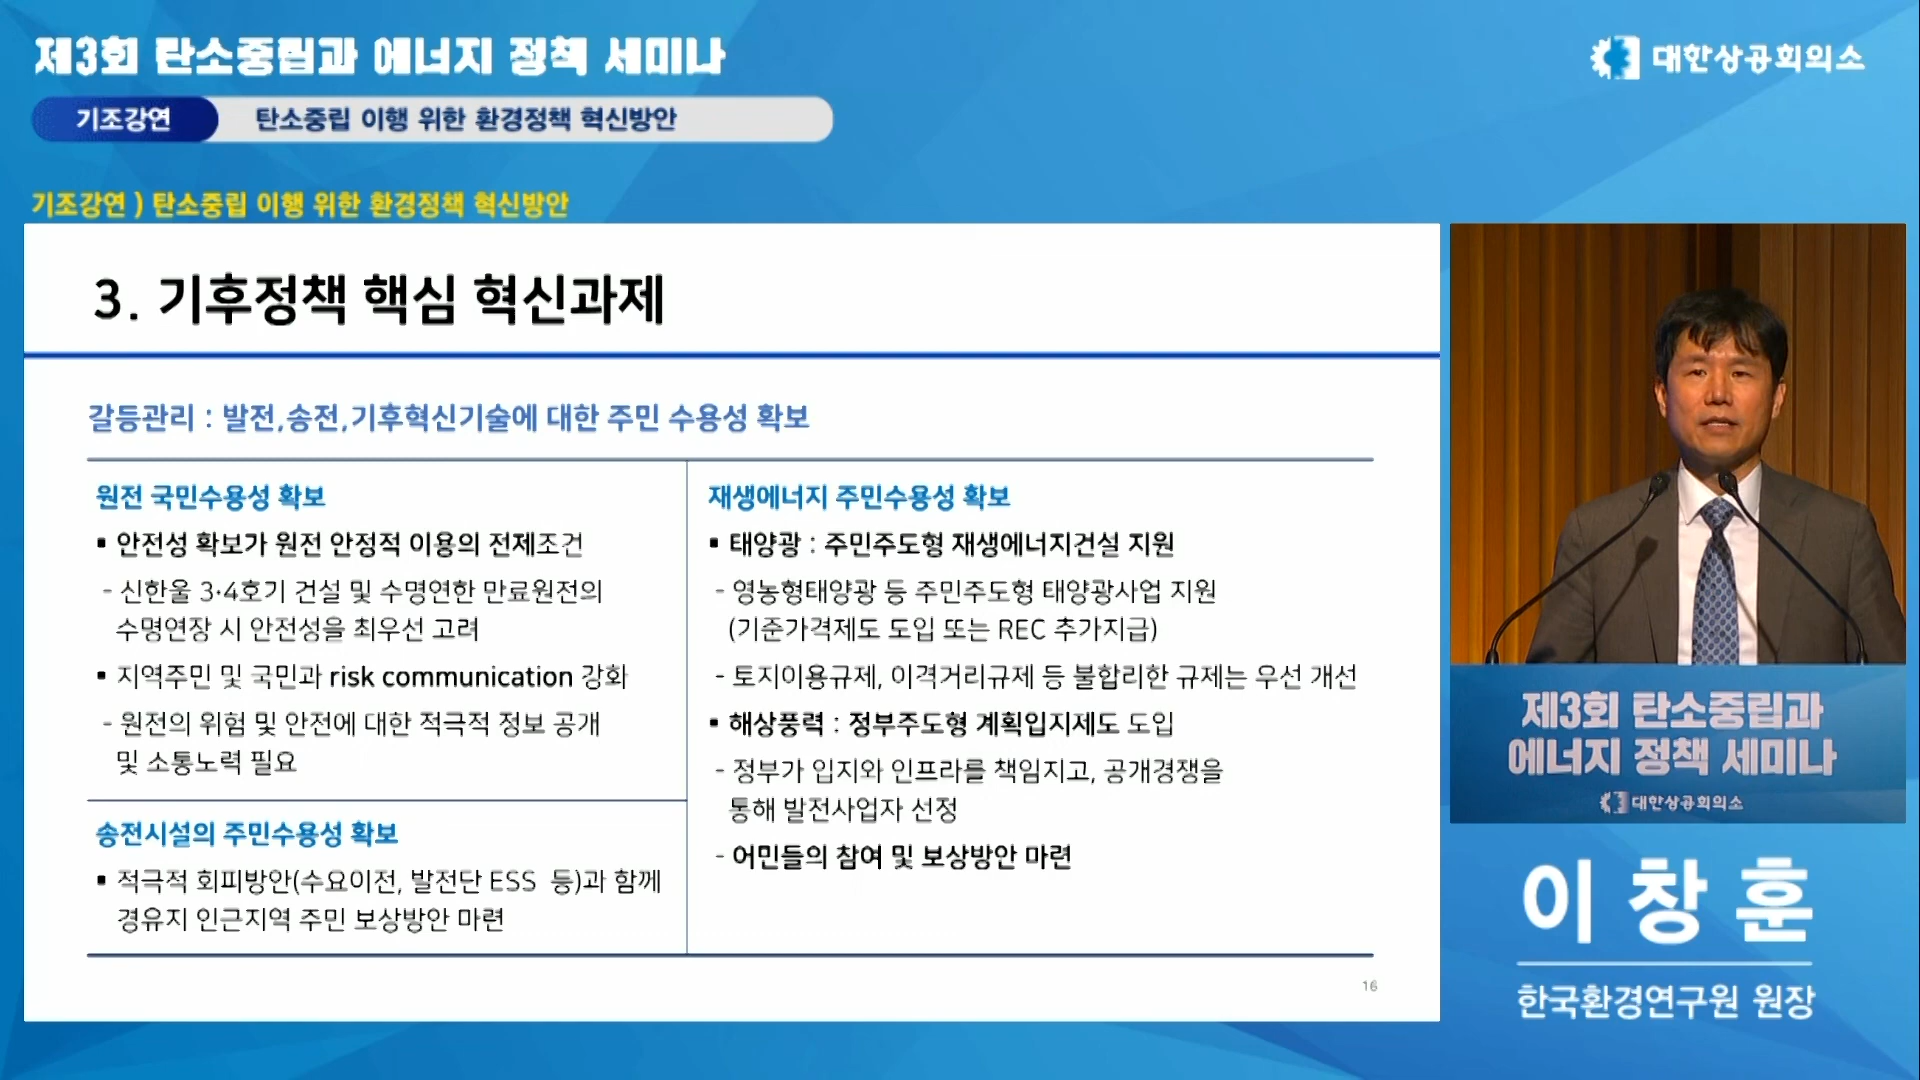 제3회 탄소중립과 에너지 정책 세미나
대한상공회의소
기조강연
탄소중립 이행 위한 환경정책 혁신방안
기조강연 ) 탄소중립 이행 위한 환경정책 혁신방안
3. 기후정책 핵심 혁신과제
갈등관리 : 발전,송전,기후혁신기술에 대한 주민 수용성 확보
원전 국민수용성 확보
▪ 안전성 확보가 원전 안정적 이용의 전제조건
- 신한울 3·4호기 건설 및 수명연한 만료원전의
수명연장 시 안전성을 최우선 고려
▪ 지역주민 및 국민과 risk communication 강화
- 원전의 위험 및 안전에 대한 적극적 정보 공개
및 소통노력 필요
송전시설의 주민수용성 확보
▪ 적극적 회피방안(수요이전, 발전단 ESS 등)과 함께
경유지 인근지역 주민 보상방안 마련
재생에너지 주민수용성 확보
▪ 태양광 : 주민주도형 재생에너지건설 지원
- 영농형태양광 등 주민주도형 태양광사업 지원
(기준가격제도 도입 또는 REC 추가지급)
- 토지이용규제, 이격거리규제 등 불합리한 규제는 우선 개선
▪ 해상풍력 : 정부주도형 계획입지제도 도입
- 정부가 입지와 인프라를 책임지고, 공개경쟁을
통해 발전사업자 선정
- 어민들의 참여 및 보상방안 마련
16
제3회 탄소중립과
에너지 정책 세미나
대한상공회의소
이창훈
한국환경연구원 원장